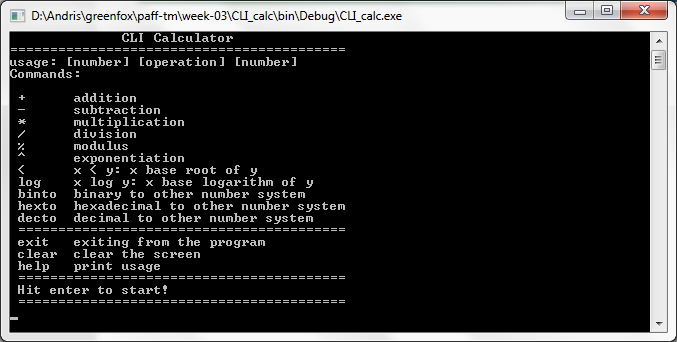 D:\Andris\greenfox\paff-tm\week-03\CLI_calc\bin\Debug\CLI_calc.exe
CLI Calculator
==========================================
usage: [number] [operation] [number]
Commands:
+ addition
- subtraction
* multiplication
/ division
% modulus
^ exponentiation
< x < y: x base root of y
log x log y: x base logarithm of y
binto binary to other number system
hexto hexadecimal to other number system
decto decimal to other number system
=========================================
exit exiting from the program
clear clear the screen
help print usage
=========================================
Hit enter to start!
=========================================